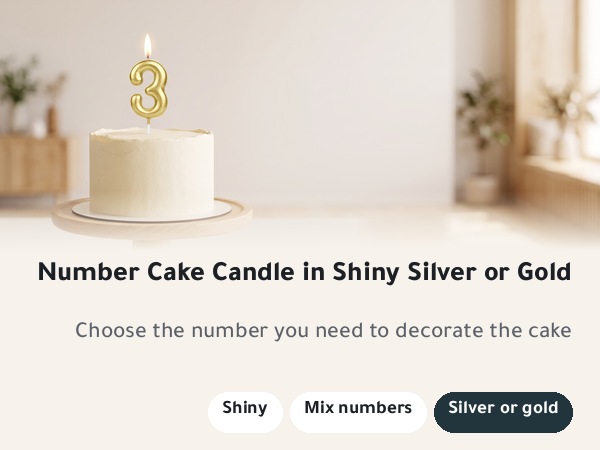 3
Number Cake Candle in Shiny Silver or Gold
Choose the number you need to decorate the cake
Shiny
Mix numbers
Silver or gold